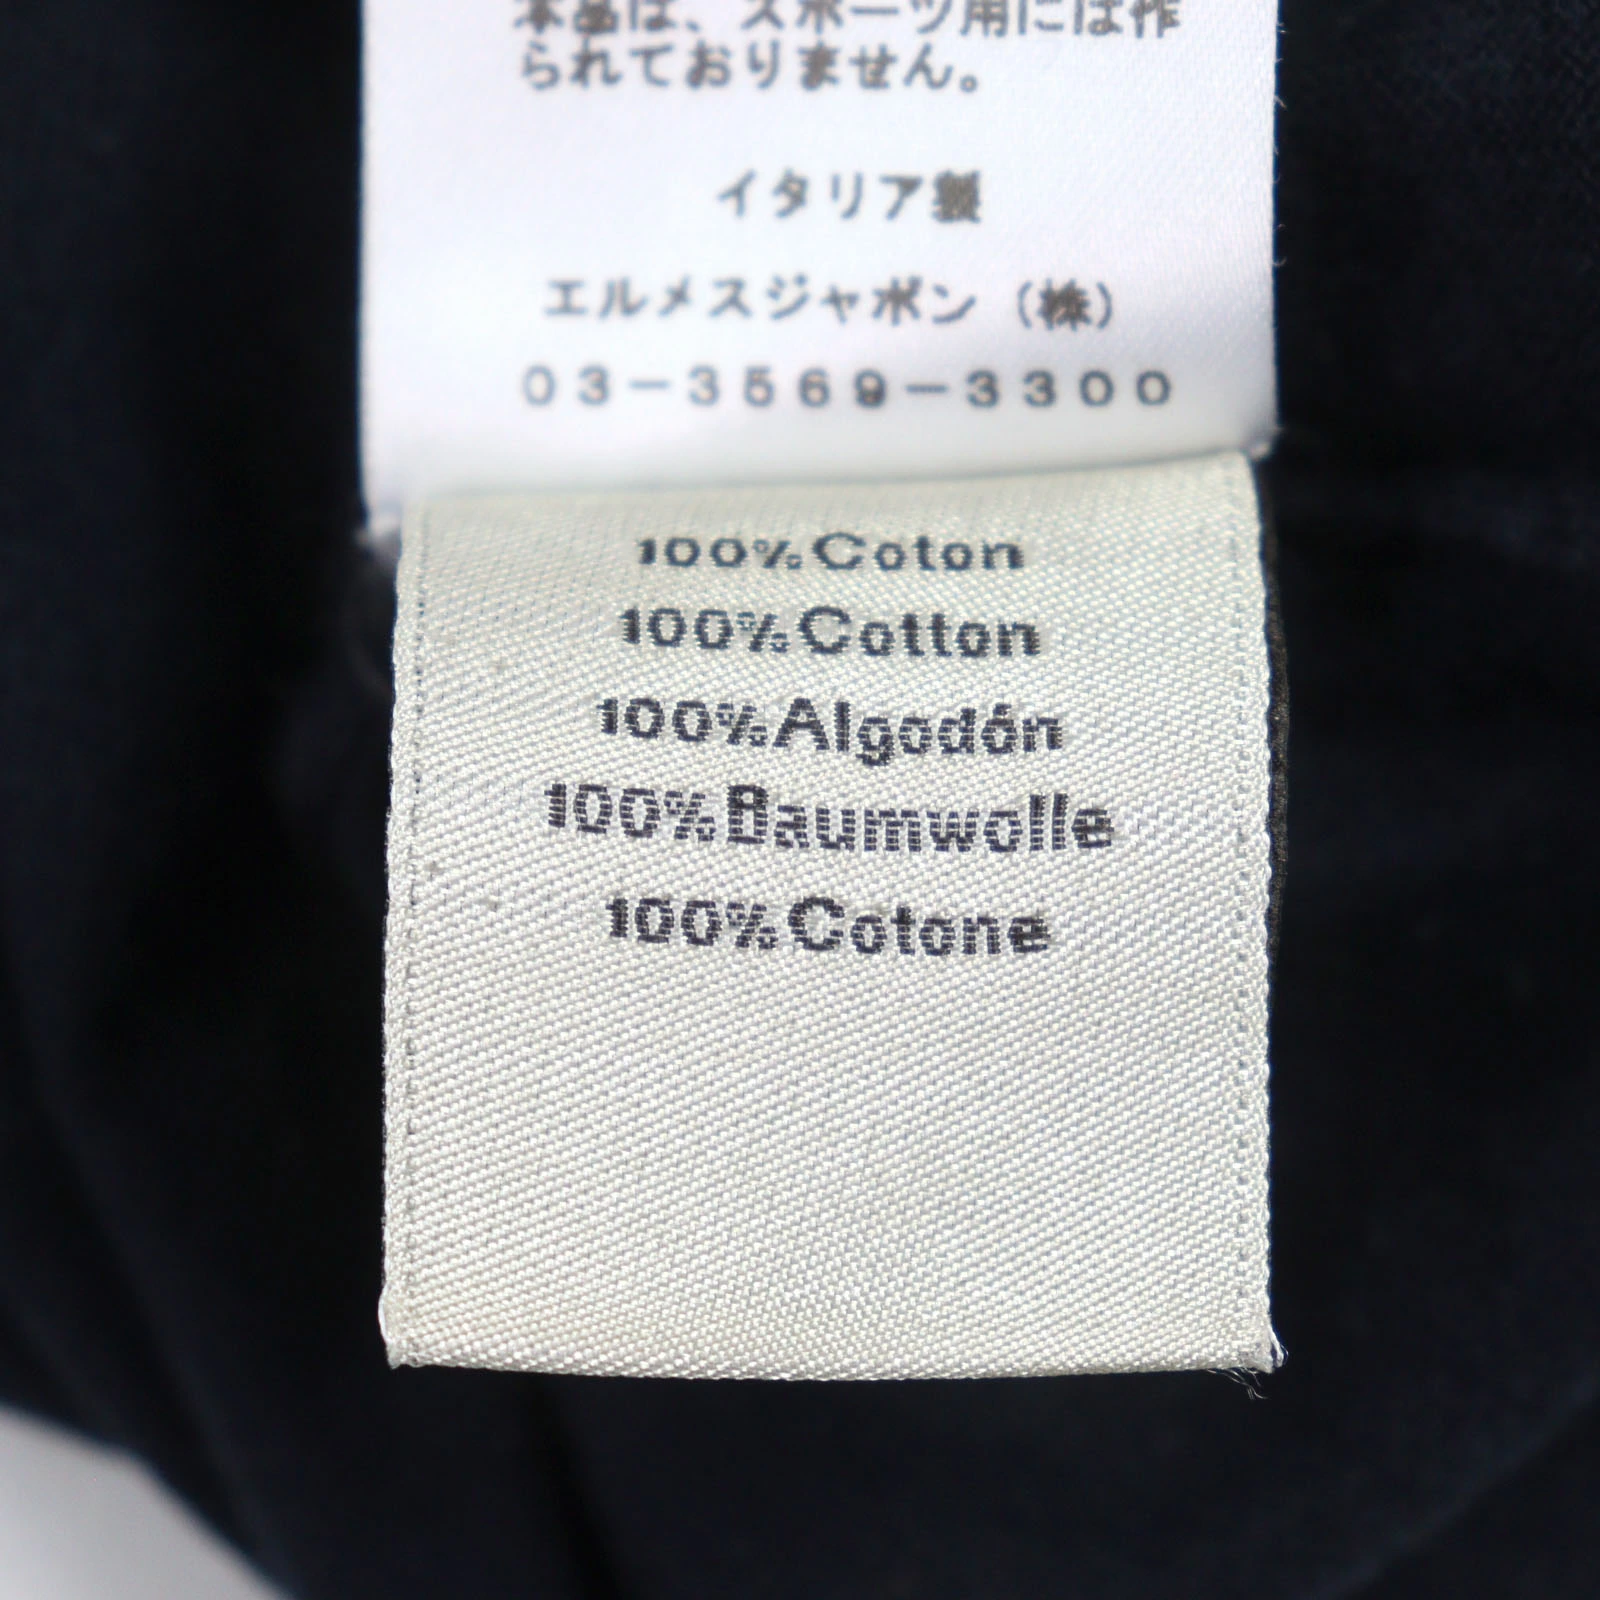 本品は、スポーツ用には作
られておりません。
イタリア製
エルメスジャポン（株）
03-3569-3300
100%Coton
100%Cotton
100%Algodón
100%Baumwolle
100%Cotone